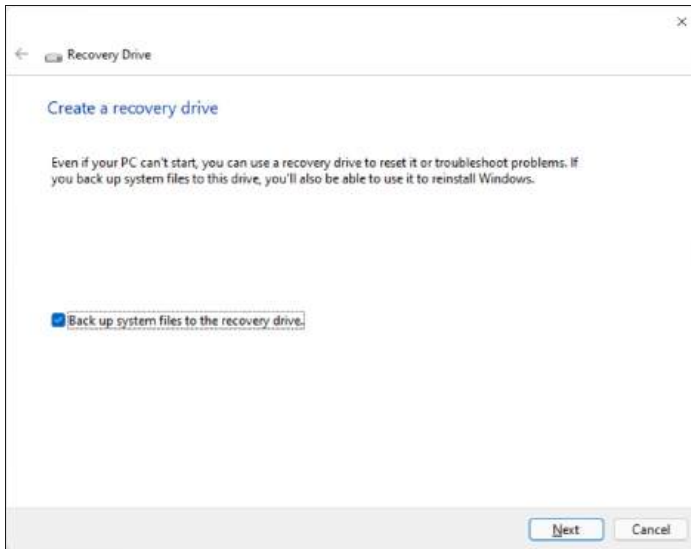 Recovery Drive
Create a recovery drive
Even if your PC can't start, you can use a recovery drive to reset it or troubleshoot problems. If
you back up system files to this drive, you'll also be able to use it to reinstall Windows.
Back up system files to the recovery drive.
Next Cancel